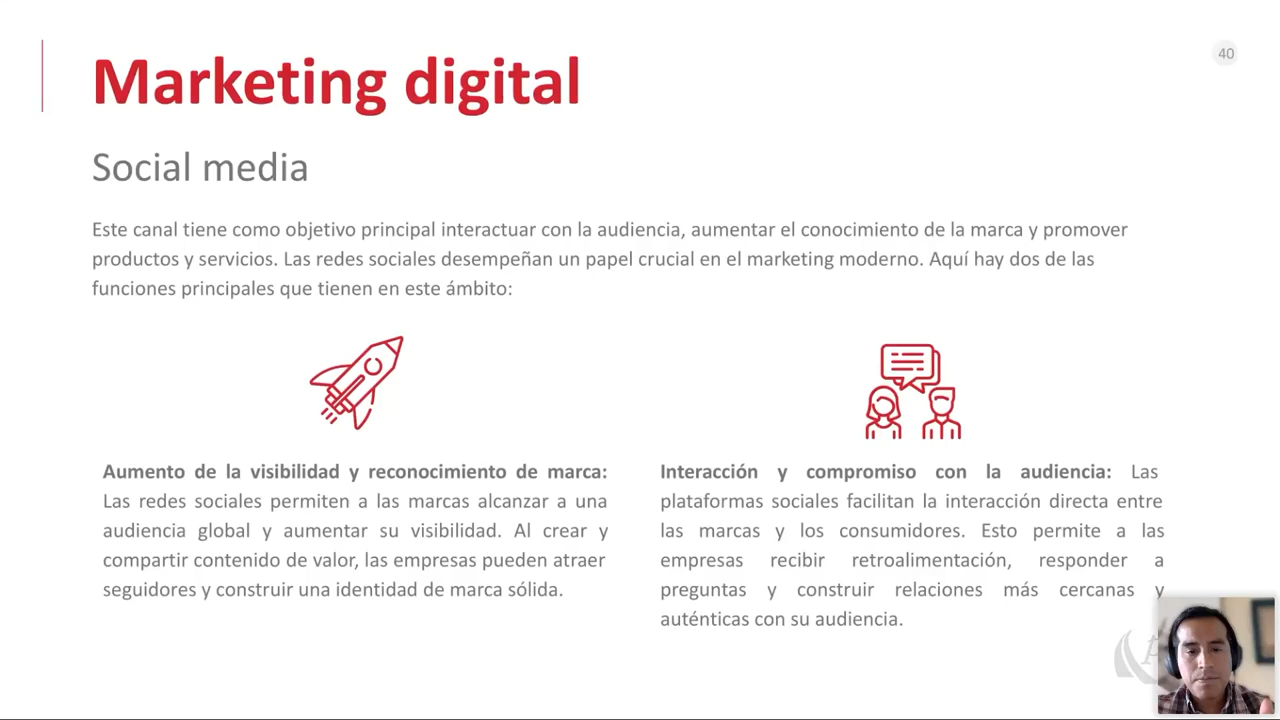 40
Marketing digital
Social media
Este canal tiene como objetivo principal interactuar con la audiencia, aumentar el conocimiento de la marca y promover
productos y servicios. Las redes sociales desempeñan un papel crucial en el marketing moderno. Aquí hay dos de las
funciones principales que tienen en este ámbito:
Aumento de la visibilidad y reconocimiento de marca:
Las redes sociales permiten a las marcas alcanzar a una
audiencia global y aumentar su visibilidad. Al crear y
compartir contenido de valor, las empresas pueden atraer
seguidores y construir una identidad de marca sólida.
Interacción y compromiso con la audiencia: Las
plataformas sociales facilitan la interacción directa entre
las marcas y los consumidores. Esto permite a las
empresas recibir retroalimentación, responder a
preguntas y construir relaciones más cercanas y
auténticas con su audiencia.